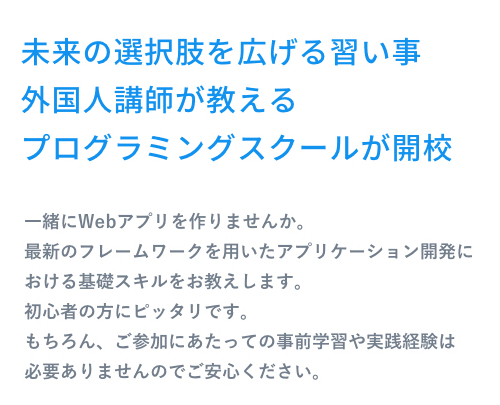 未来の選択肢を広げる習い事
外国人講師が教える
プログラミングスクールが開校
一緒にWebアプリを作りませんか。
最新のフレームワークを用いたアプリケーション開発に
おける基礎スキルをお教えします。
初心者の方にピッタリです。
もちろん、ご参加にあたっての事前学習や実践経験は
必要ありませんのでご安心ください。